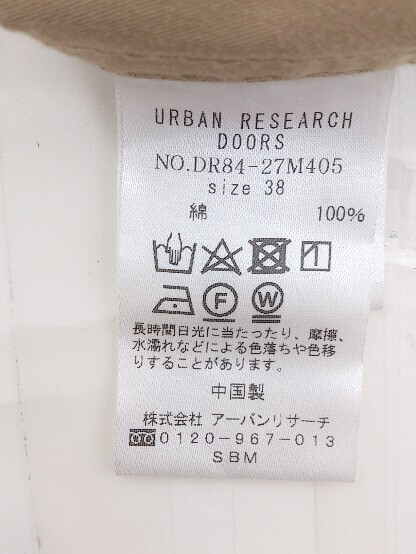 URBAN RESEARCH
DOORS
NO.DR84-27M405
size 38
綿 100%
F W
長時間日光に当たったり、摩擦、
水濡れなどによる色落ちや色移
りすることがあります。
中国製
株式会社 アーバンリサーチ
0120-967-013
SBM